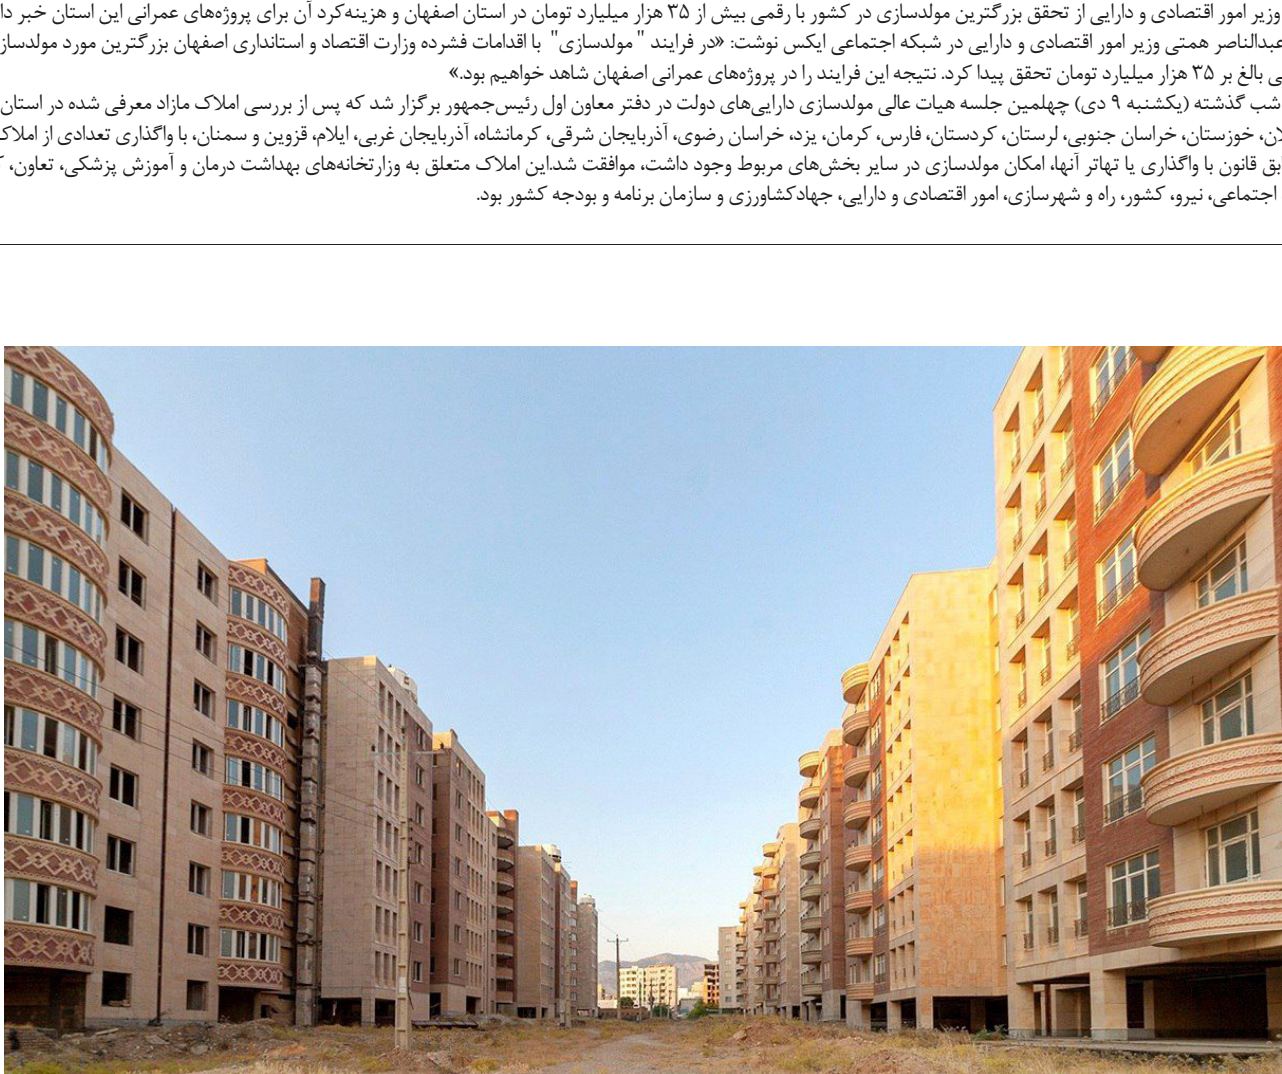 وزیر امور اقتصادی و دارایی از تحقق بزرگترین مولدسازی در کشور با رقمی بیش از ۳۵ هزار میلیارد تومان در استان اصفهان و هزینه‌کرد آن برای پروژه‌های عمرانی این استان خبر
عبدالناصر همتی وزیر امور اقتصادی و دارایی در شبکه اجتماعی ایکس نوشت: «در فرایند " مولدسازی" با اقدامات فشرده وزارت اقتصاد و استانداری اصفهان بزرگترین مورد
بالغ بر ۳۵ هزار میلیارد تومان تحقق پیدا کرد. نتیجه این فرایند را در پروژه‌های عمرانی اصفهان شاهد خواهیم بود.»
شب گذشته (یکشنبه ۹ دی) چهلمین جلسه هیات عالی مولدسازی دارایی‌های دولت در دفتر معاون اول رئیس‌جمهور برگزار شد که پس از بررسی املاک مازاد معرفی شده در استان
خوزستان، خراسان جنوبی، لرستان، کردستان، فارس، کرمان، یزد، خراسان رضوی، آذربایجان شرقی، کرمانشاه، آذربایجان غربی، ایلام، قزوین و سمنان، با واگذاری تعدادی از املاک
قانون با واگذاری یا تهاتر آنها، امکان مولدسازی در سایر بخش‌های مربوط وجود داشت، موافقت شد.این املاک متعلق به وزارتخانه‌های بهداشت درمان و آموزش پزشکی، تعاون،
اجتماعی، نیرو، کشور، راه و شهرسازی، امور اقتصادی و دارایی، جهادکشاورزی و سازمان برنامه و بودجه کشور بود.